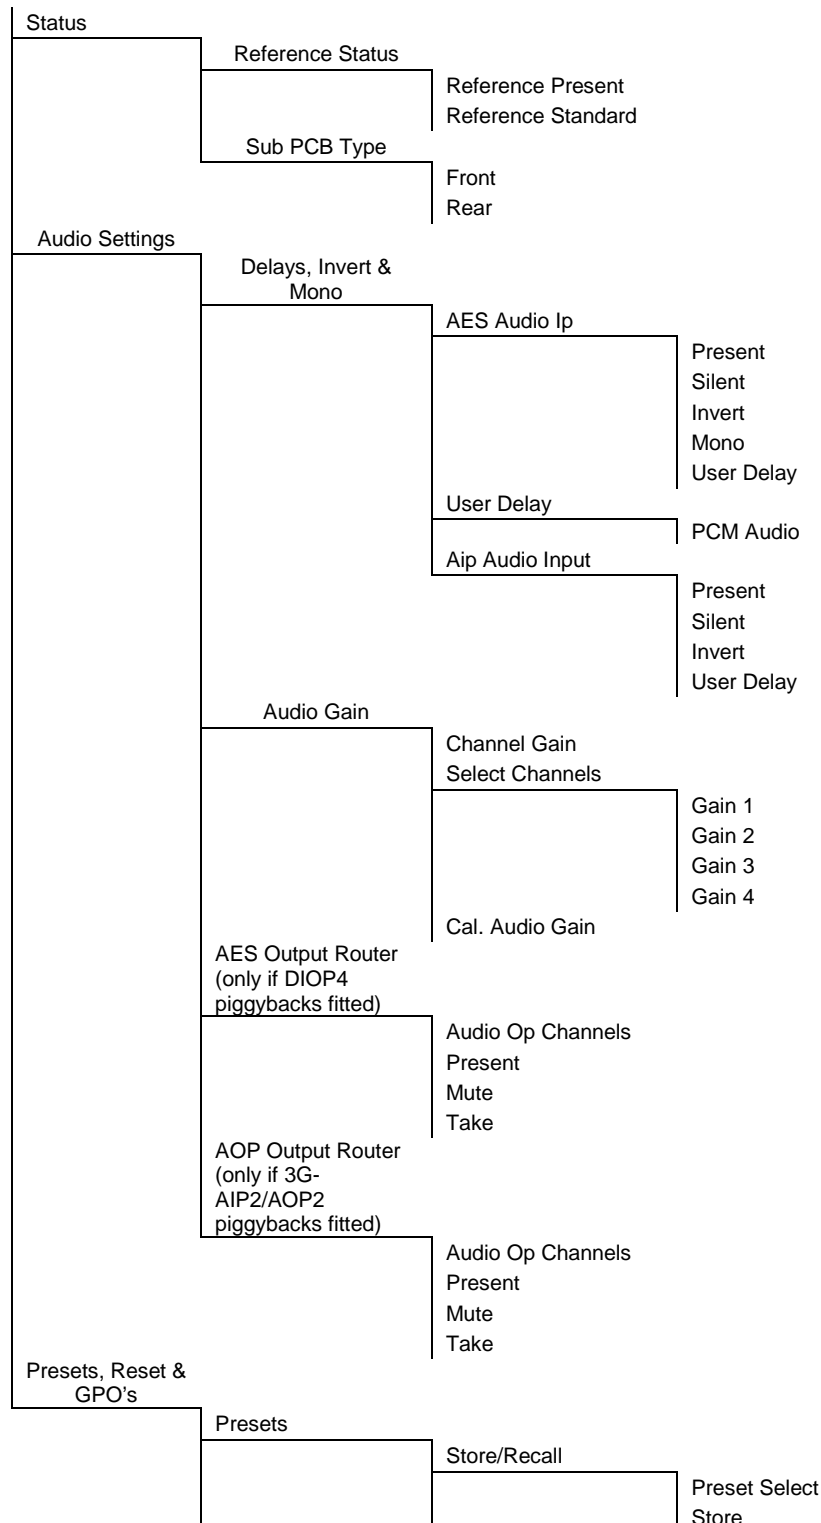 Status
Reference Status
Reference Present
Reference Standard
Sub PCB Type
Front
Rear
Audio Settings
Delays, Invert &
Mono
AES Audio Ip
Present
Silent
Invert
Mono
User Delay
User Delay
PCM Audio
Aip Audio Input
Present
Silent
Invert
User Delay
Audio Gain
Channel Gain
Select Channels
Gain 1
Gain 2
Gain 3
Gain 4
Cal. Audio Gain
AES Output Router
(only if DIOP4
piggybacks fitted)
Audio Op Channels
Present
Mute
Take
AOP Output Router
(only if 3G-
AIP2/AOP2
piggybacks fitted)
Audio Op Channels
Present
Mute
Take
Presets, Reset &
GPO’s
Presets
Store/Recall
Preset Select
Store